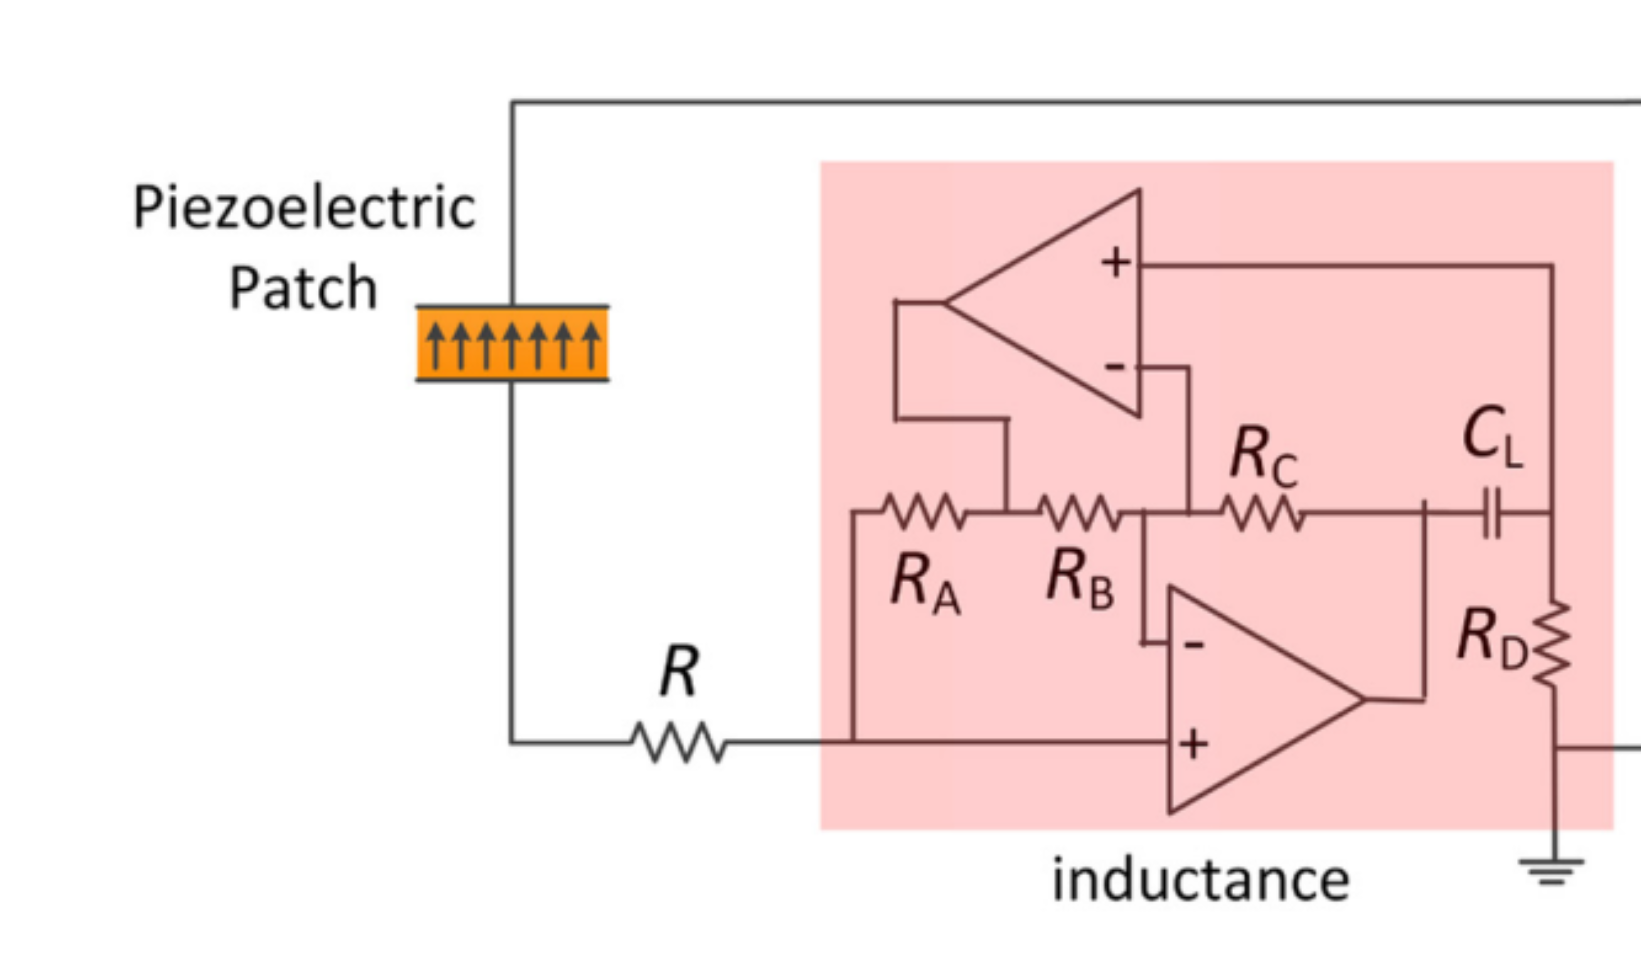 Piezoelectric
Patch
+
-
R_C
C_L
R_A
R_B
R_D
-
R
+
inductance